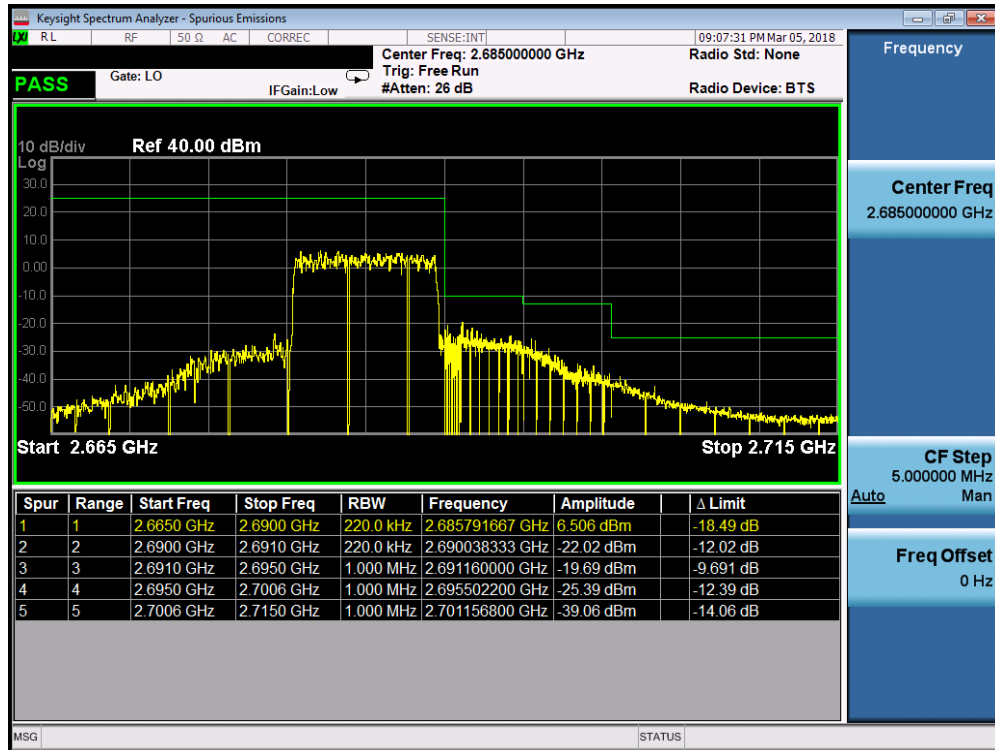 Keysight Spectrum Analyzer - Spurious Emissions
LXI RL RF 50 Ω AC CORREC SENSE:INT 09:07:31 PM Mar 05, 2018
Center Freq: 2.685000000 GHz Radio Std: None
PASS Gate: LO Trig: Free Run
IFGain:Low #Atten: 26 dB Radio Device: BTS
10 dB/div Ref 40.00 dBm
Log
30.0
20.0
10.0
0.00
-10.0
-20.0
-30.0
-40.0
-50.0
Start 2.665 GHz Stop 2.715 GHz
Spur Range Start Freq Stop Freq RBW Frequency Amplitude Δ Limit
1 1 2.6650 GHz 2.6900 GHz 220.0 kHz 2.685791667 GHz 6.506 dBm -18.49 dB
2 2 2.6900 GHz 2.6910 GHz 220.0 kHz 2.690038333 GHz -22.02 dBm -12.02 dB
3 3 2.6910 GHz 2.6950 GHz 1.000 MHz 2.691160000 GHz -19.69 dBm -9.691 dB
4 4 2.6950 GHz 2.7006 GHz 1.000 MHz 2.695502200 GHz -25.39 dBm -12.39 dB
5 5 2.7006 GHz 2.7150 GHz 1.000 MHz 2.701156800 GHz -39.06 dBm -14.06 dB
MSG STATUS
Frequency
Center Freq
2.685000000 GHz
CF Step
5.000000 MHz
Auto Man
Freq Offset
0 Hz